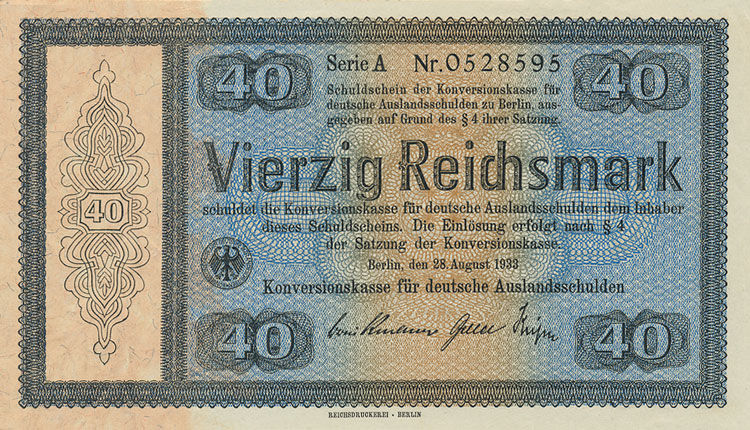 40
Serie A Nr.0528595
40
Schuldschein der Konversionskasse für
deutsche Auslandsschulden zu Berlin, aus-
gegeben auf Grund des § 4 ihrer Satzung.
Vierzig Reichsmark
schuldet die Konversionskasse für deutsche Auslandsschulden dem Inhaber
dieses Schuldscheins. Die Einlösung erfolgt nach § 4
der Satzung der Konversionskasse.
40
Berlin, den 28. August 1933
Konversionskasse für deutsche Auslandsschulden
40
40
REICHSDRUCKEREI · BERLIN